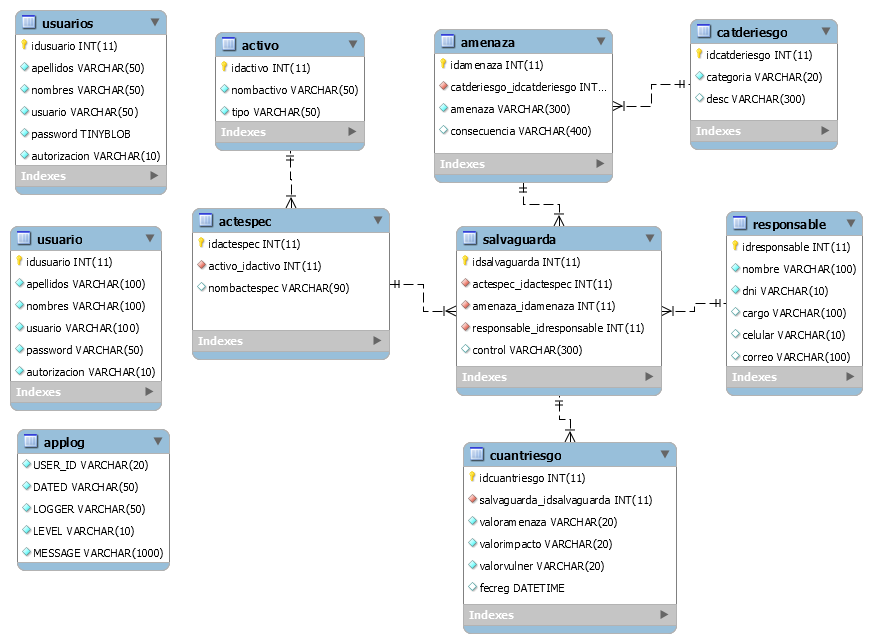 usuarios
idusuario INT(11)
apellidos VARCHAR(50)
nombres VARCHAR(50)
usuario VARCHAR(50)
password TINYBLOB
autorizacion VARCHAR(10)
Indexes
activo
idactivo INT(11)
nombactivo VARCHAR(50)
tipo VARCHAR(50)
Indexes
amenaza
idamenaza INT(11)
catderiesgo_idcatderiesgo INT...
amenaza VARCHAR(300)
consecuencia VARCHAR(400)
Indexes
catderiesgo
idcatderiesgo INT(11)
categoria VARCHAR(20)
desc VARCHAR(300)
Indexes
usuario
idusuario INT(11)
apellidos VARCHAR(100)
nombres VARCHAR(100)
usuario VARCHAR(100)
password VARCHAR(50)
autorizacion VARCHAR(10)
Indexes
actespec
idactespec INT(11)
activo_idactivo INT(11)
nombactespec VARCHAR(90)
Indexes
salvaguarda
idsalvaguarda INT(11)
actespec_idactespec INT(11)
amenaza_idamenaza INT(11)
responsable_idresponsable INT(11)
control VARCHAR(300)
Indexes
responsable
idresponsable INT(11)
nombre VARCHAR(100)
dni VARCHAR(10)
cargo VARCHAR(100)
celular VARCHAR(10)
correo VARCHAR(100)
Indexes
applog
USER_ID VARCHAR(20)
DATED VARCHAR(50)
LOGGER VARCHAR(50)
LEVEL VARCHAR(10)
MESSAGE VARCHAR(1000)
cuantriesgo
idcuantriesgo INT(11)
salvaguarda_idsalvaguarda INT(11)
valoramenaza VARCHAR(20)
valorimpacto VARCHAR(20)
valorvulner VARCHAR(20)
fecreg DATETIME
Indexes